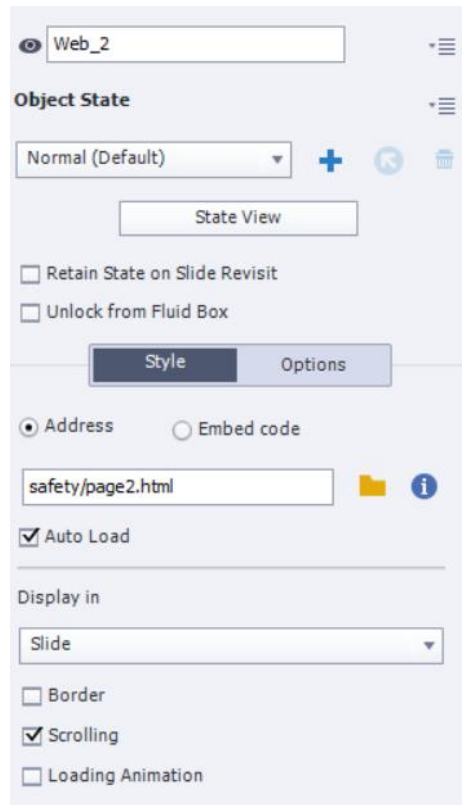 Web_2
Object State
Normal (Default)
State View
Retain State on Slide Revisit
Unlock from Fluid Box
Style Options
Address Embed code
safety/page2.html
Auto Load
Display in
Slide
Border
Scrolling
Loading Animation